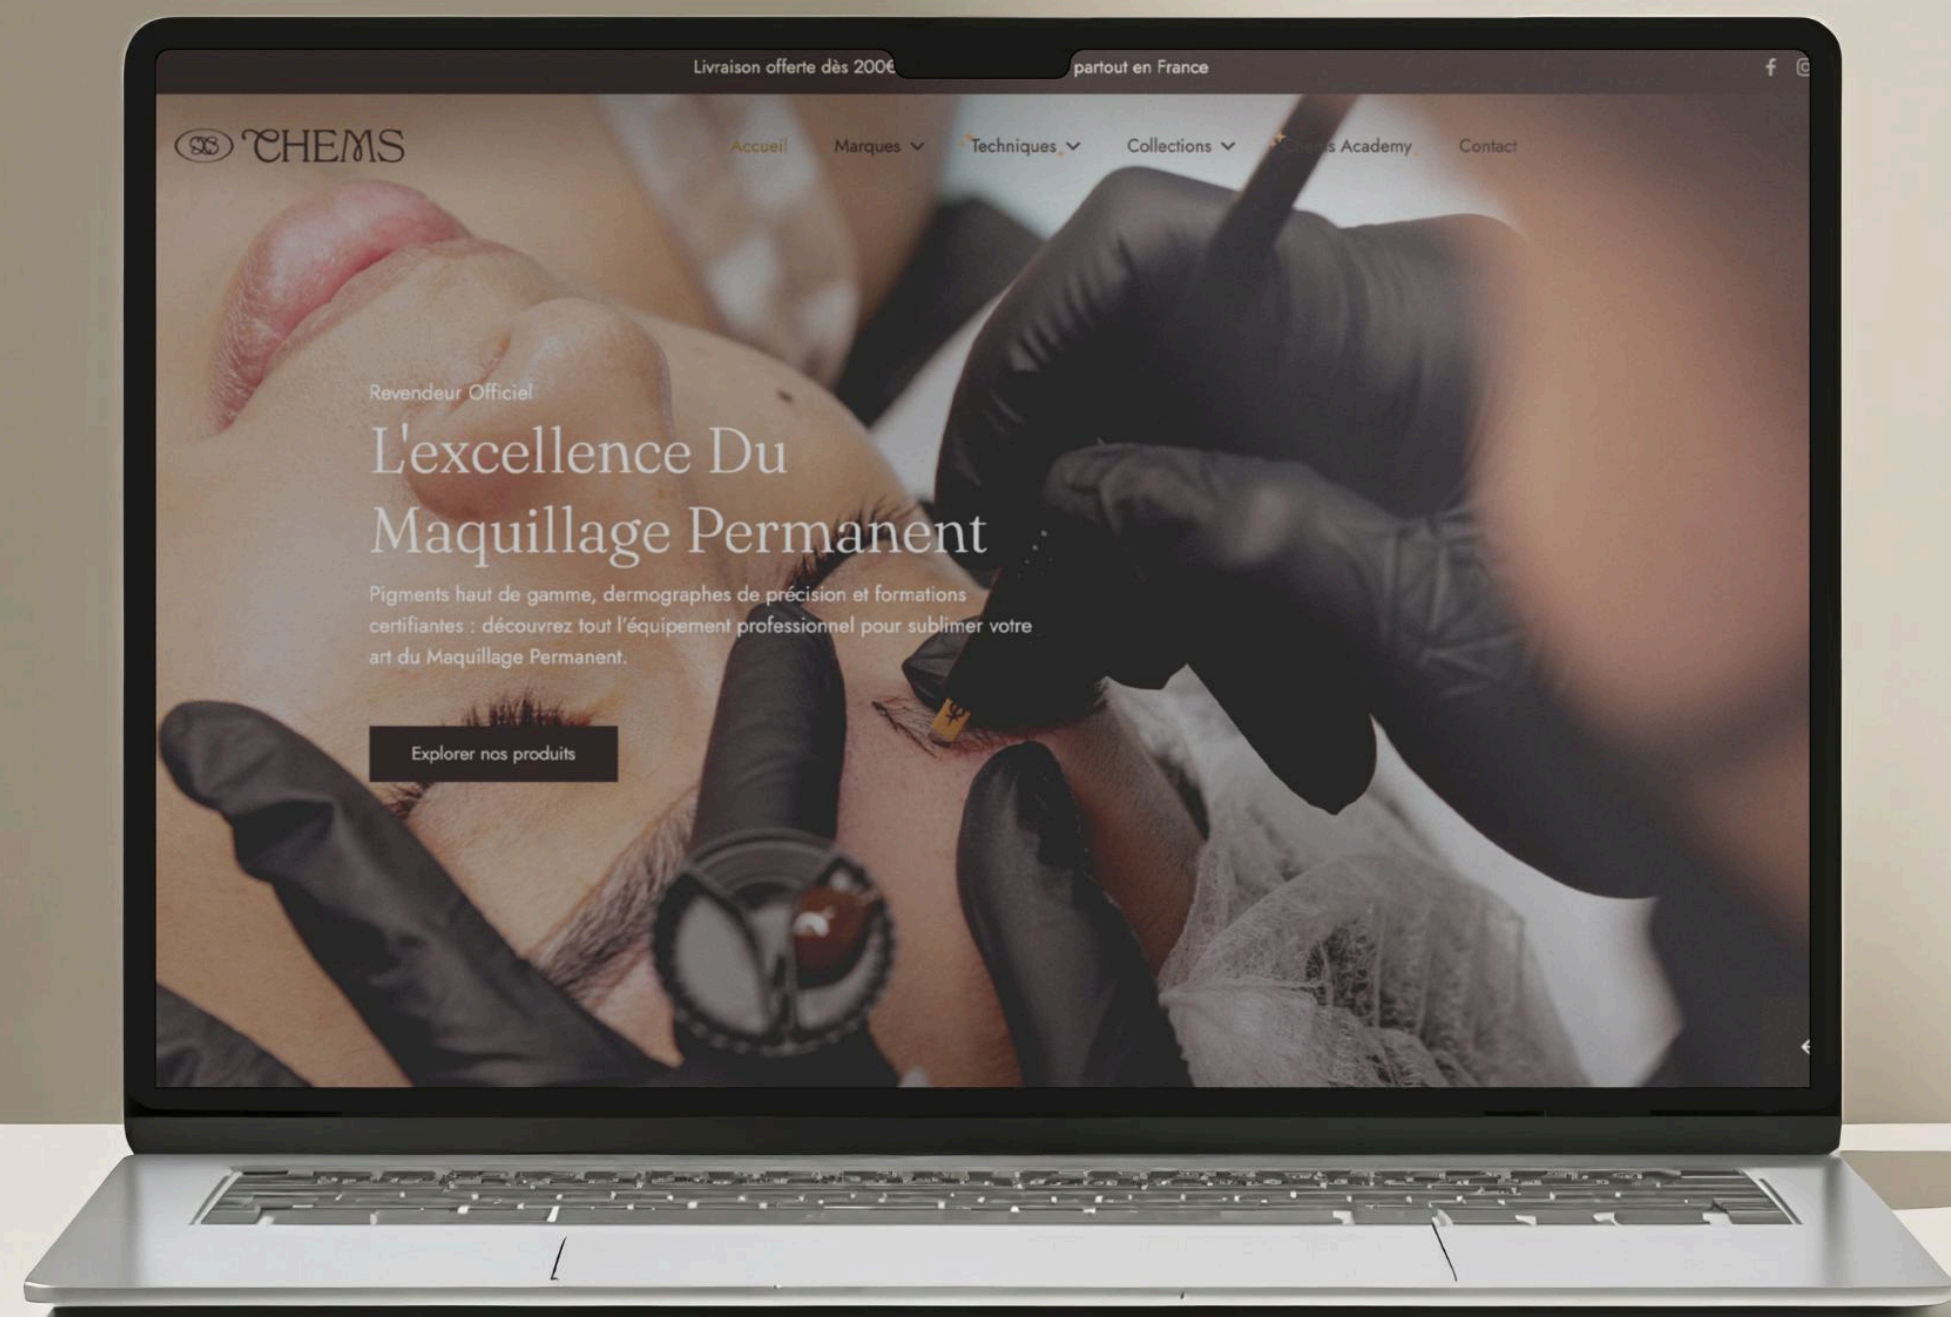 Livraison offerte dès 200€ partout en France
CHEMS
Accueil Marques Techniques Collections Academy Contact
Revendeur Officiel
L'excellence Du
Maquillage Permanent
Pigments haut de gamme, dermographes de précision et formations
certifiantes : découvrez tout l'équipement professionnel pour sublimer votre
art du Maquillage Permanent.
Explorer nos produits